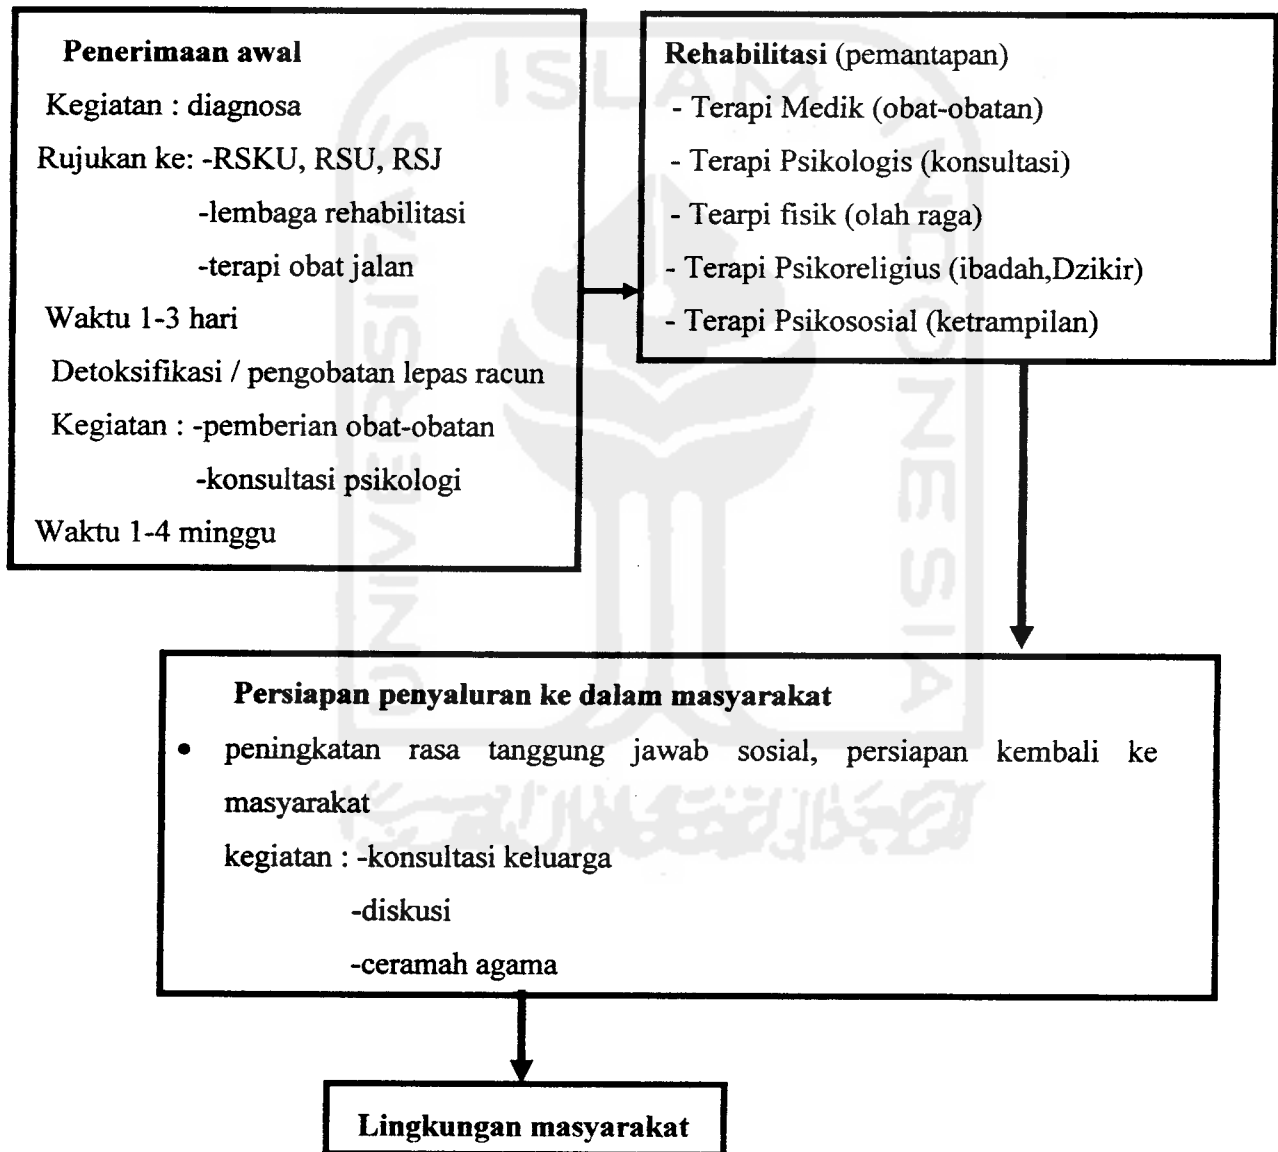 Penerimaan awal
Kegiatan : diagnosa
Rujukan ke: -RSKU, RSU, RSJ
-lembaga rehabilitasi
-terapi obat jalan
Waktu 1-3 hari
Detoksifikasi / pengobatan lepas racun
Kegiatan : -pemberian obat-obatan
-konsultasi psikologi
Waktu 1-4 minggu
Rehabilitasi (pemantapan)
- Terapi Medik (obat-obatan)
- Terapi Psikologis (konsultasi)
- Tearpi fisik (olah raga)
- Terapi Psikoreligius (ibadah,Dzikir)
- Terapi Psikososial (ketrampilan)
Persiapan penyaluran ke dalam masyarakat
• peningkatan rasa tanggung jawab sosial, persiapan kembali ke
masyarakat
kegiatan : -konsultasi keluarga
-diskusi
-ceramah agama
Lingkungan masyarakat
UNIVERSITAS
ISLAM
INDONESIA